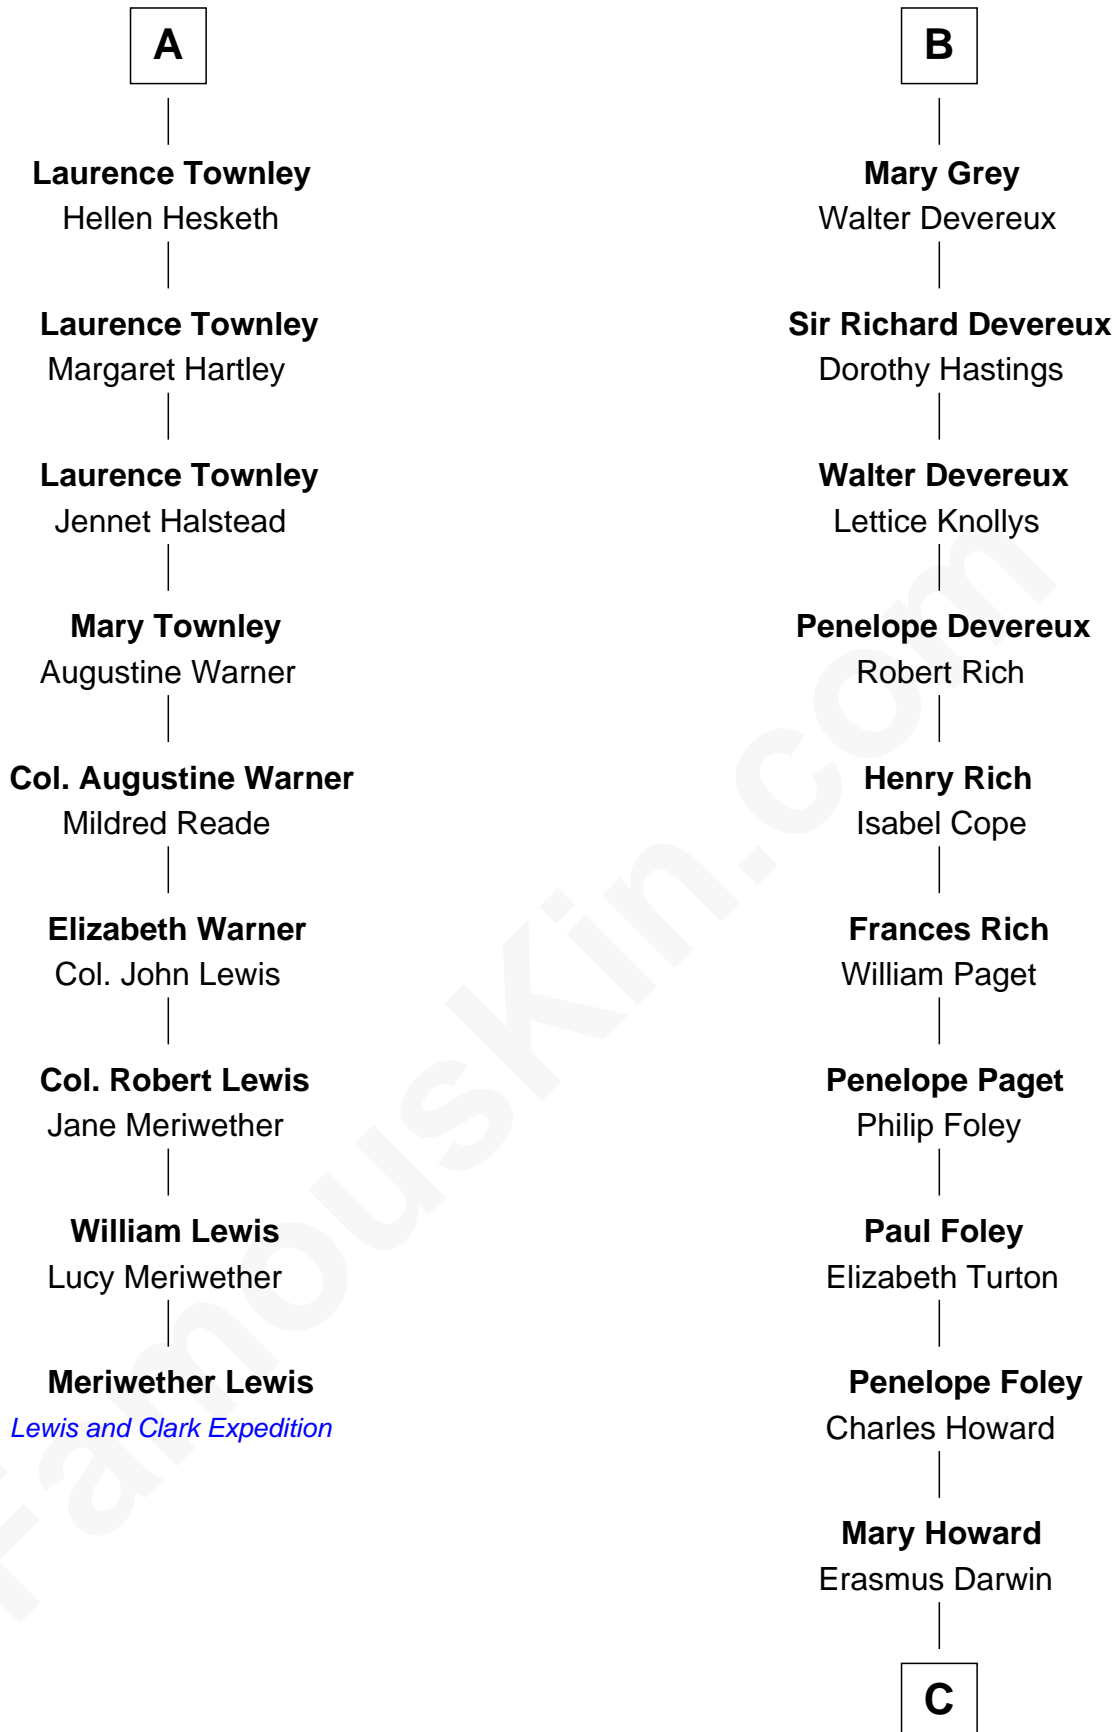 A
Laurence Townley
Hellen Hesketh
Laurence Townley
Margaret Hartley
Laurence Townley
Jennet Halstead
Mary Townley
Augustine Warner
Col. Augustine Warner
Mildred Reade
Elizabeth Warner
Col. John Lewis
Col. Robert Lewis
Jane Meriwether
William Lewis
Lucy Meriwether
Meriwether Lewis
Lewis and Clark Expedition
B
Mary Grey
Walter Devereux
Sir Richard Devereux
Dorothy Hastings
Walter Devereux
Lettice Knollys
Penelope Devereux
Robert Rich
Henry Rich
Isabel Cope
Frances Rich
William Paget
Penelope Paget
Philip Foley
Paul Foley
Elizabeth Turton
Penelope Foley
Charles Howard
Mary Howard
Erasmus Darwin
C
FamousKin.com